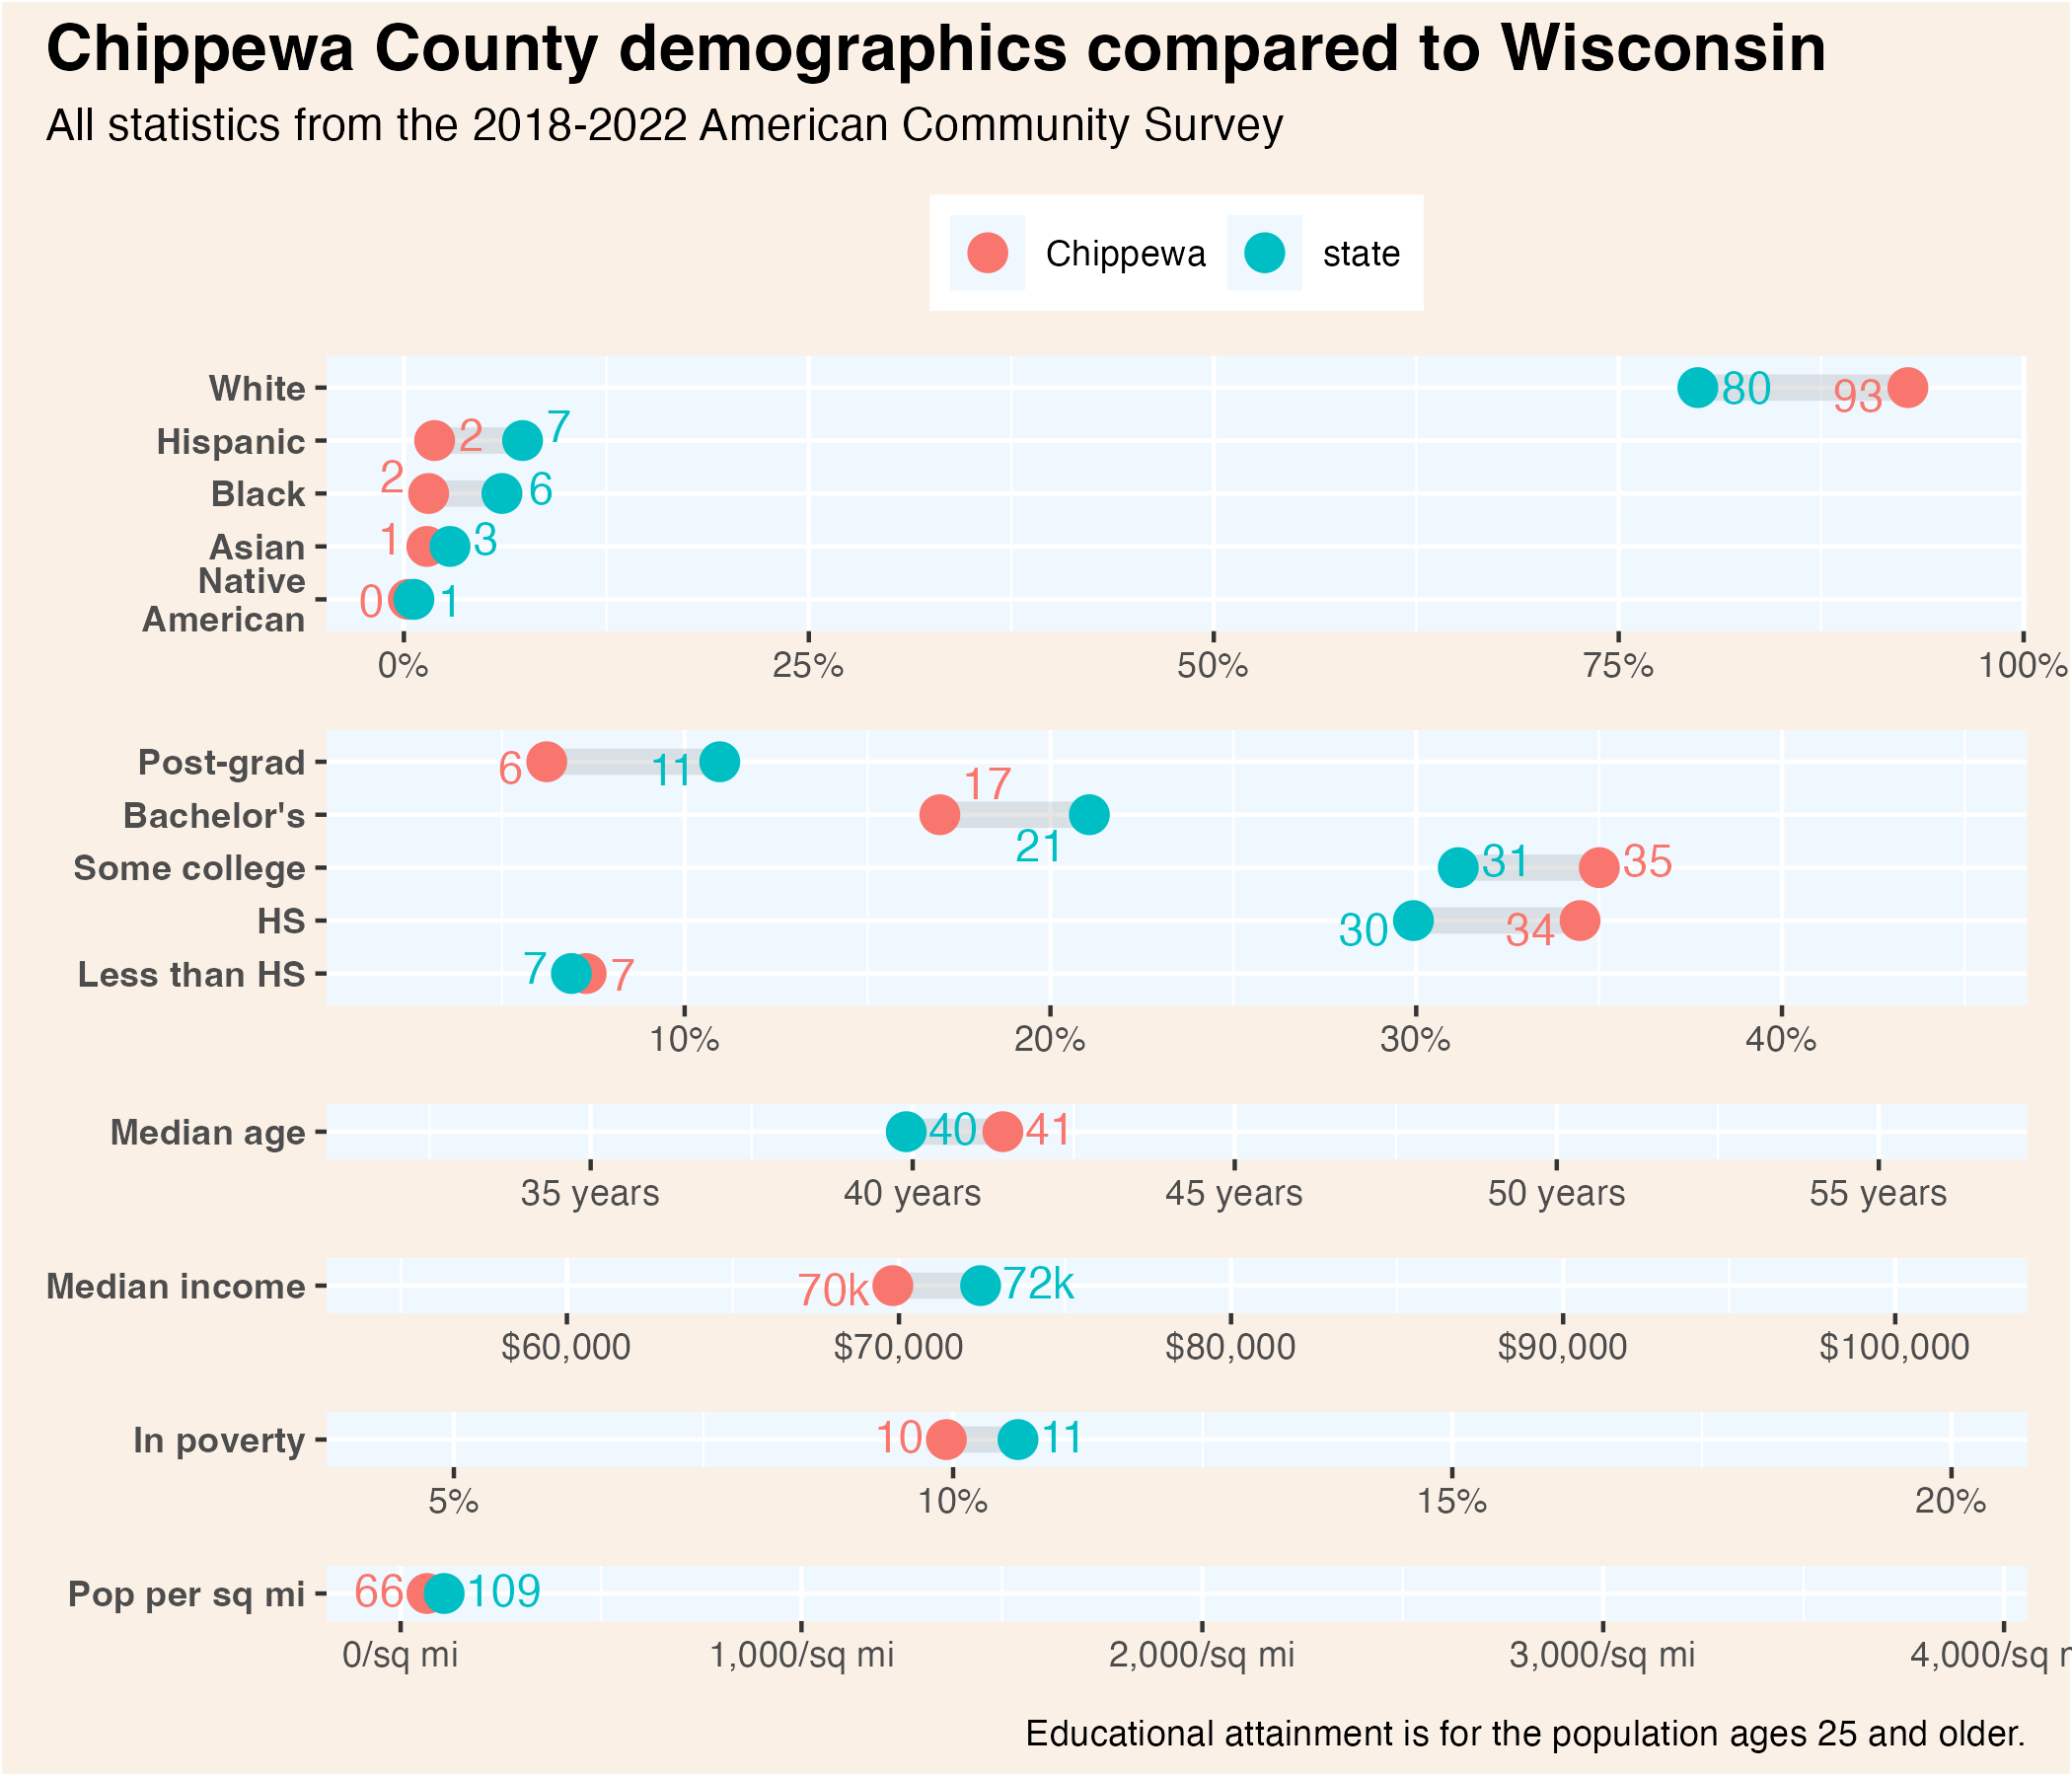 Chippewa County demographics compared to Wisconsin
All statistics from the 2018-2022 American Community Survey
Chippewa state
White 80 93
Hispanic 2 7
Black 2 6
Asian 1 3
Native
American 0 1
0% 25% 50% 75% 100%
Post-grad 6 11
Bachelor's 17 21
Some college 31 35
HS 30 34
Less than HS 7 7
10% 20% 30% 40%
Median age 40 41
35 years 40 years 45 years 50 years 55 years
Median income 70k 72k
$60,000 $70,000 $80,000 $90,000 $100,000
In poverty 10 11
5% 10% 15% 20%
Pop per sq mi 66 109
0/sq mi 1,000/sq mi 2,000/sq mi 3,000/sq mi 4,000/sq
Educational attainment is for the population ages 25 and older.